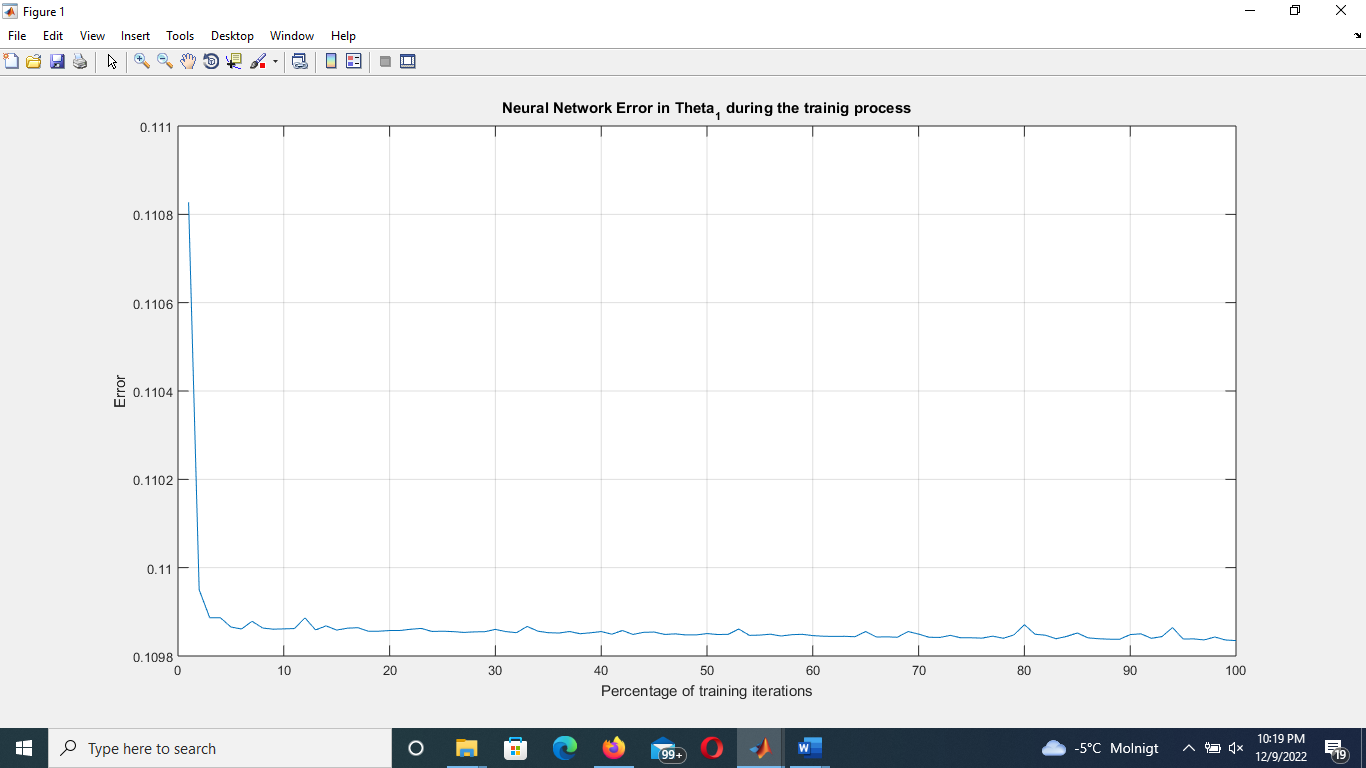 Figure 1
File Edit View Insert Tools Desktop Window Help
Neural Network Error in Theta1 during the trainig process
0.111
0.1108
0.1106
0.1104
0.1102
0.11
0.1098
Error
0 10 20 30 40 50 60 70 80 90 100
Percentage of training iterations
Type here to search
99+
W
-5°C Molnigt
10:19 PM
12/9/2022
19